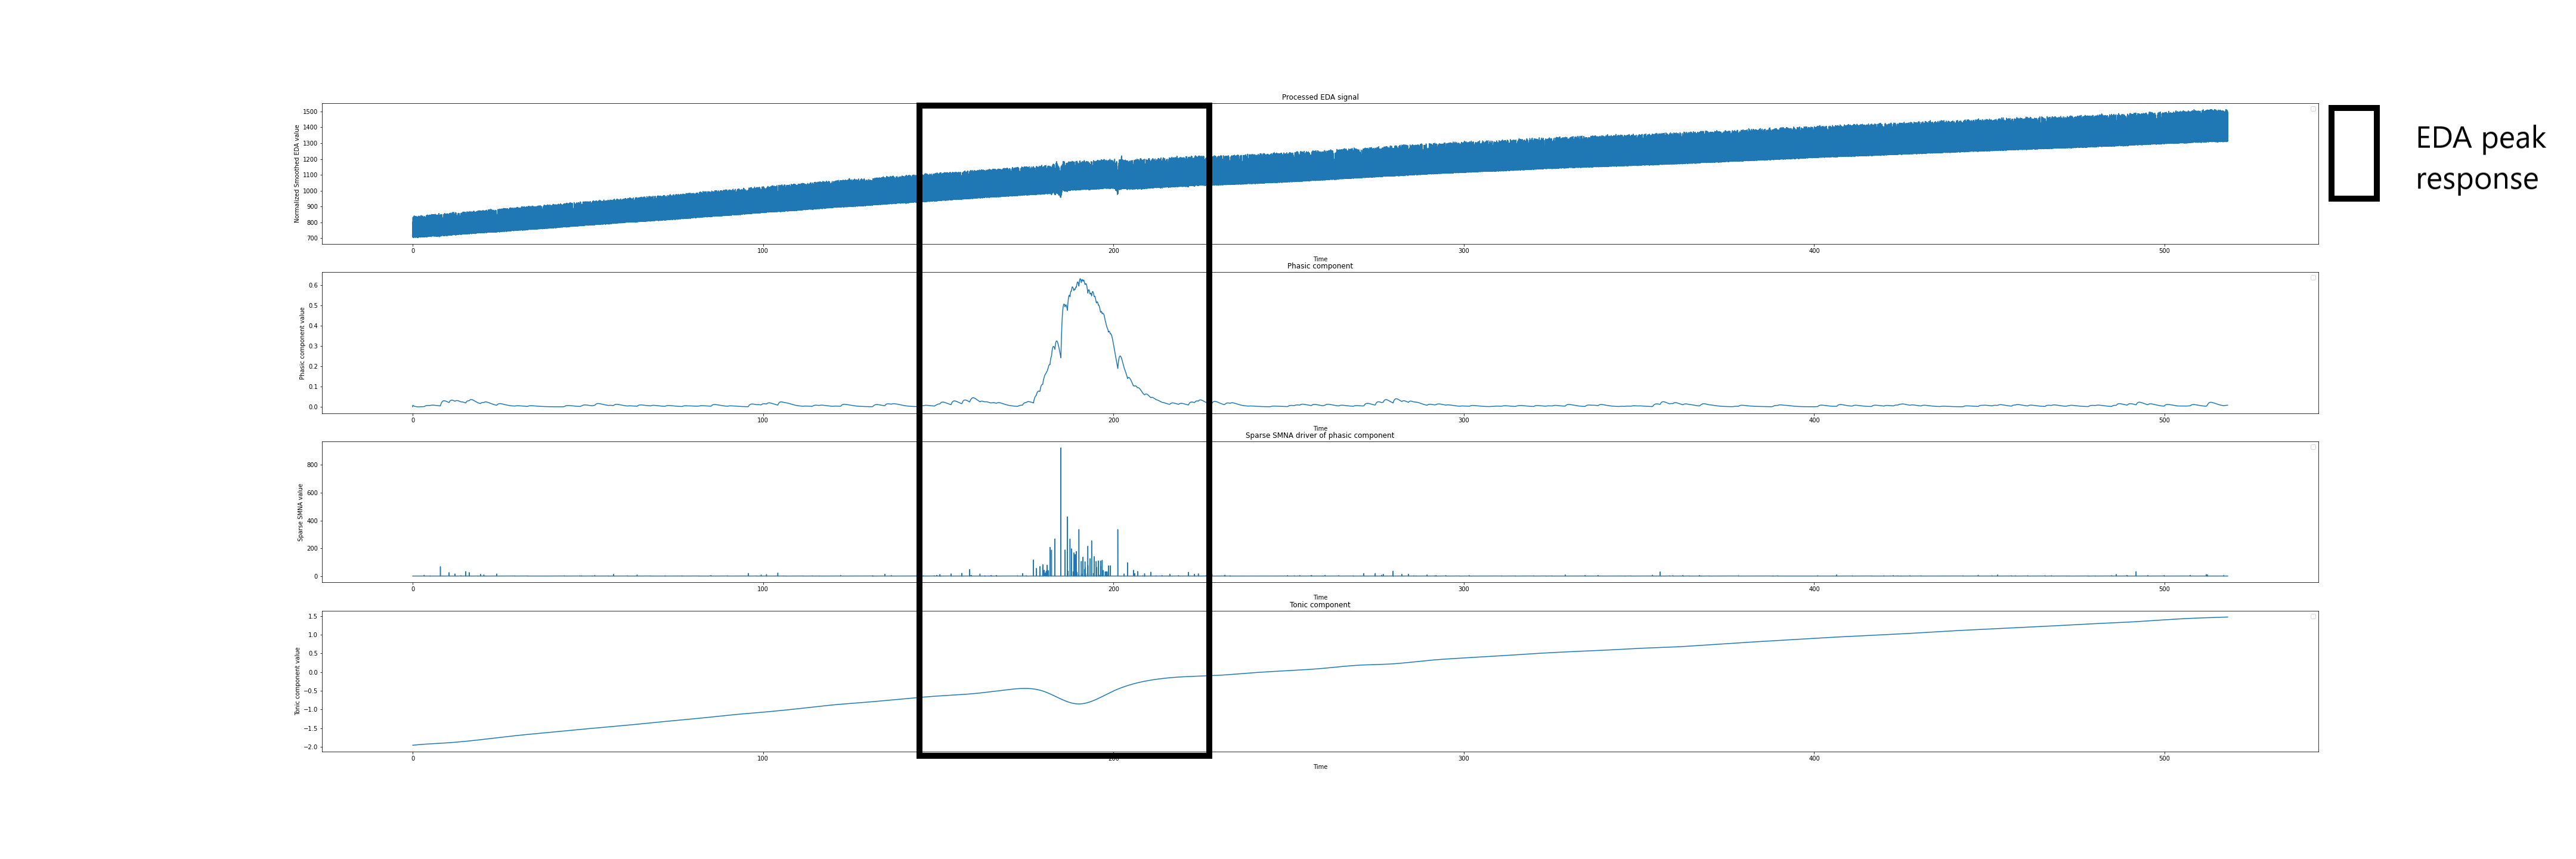 Processed EDA signal
Normalized Smoothed EDA value
1500
1400
1300
1200
1100
1000
900
800
700
0 100 200 300 400 500
Time
EDA peak
response
Phasic component
Phasic component value
0.6
0.5
0.4
0.3
0.2
0.1
0.0
0 100 200 300 400 500
Time
Sparse SMNA driver of phasic component
Sparse SMNA value
800
600
400
200
0
0 100 200 300 400 500
Time
Tonic component
Tonic component value
1.5
1.0
0.5
0.0
−0.5
−1.0
−1.5
−2.0
0 100 200 300 400 500
Time